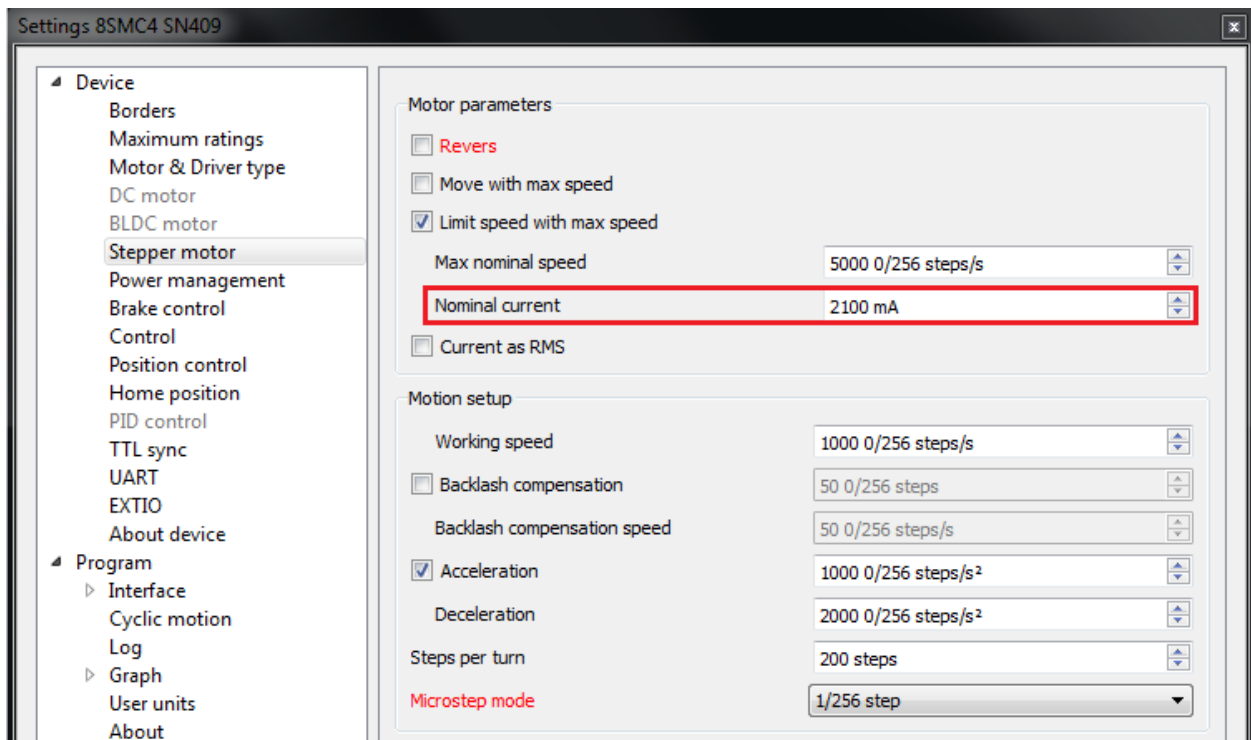 Settings 8SMC4 SN409
Device
Borders
Maximum ratings
Motor & Driver type
DC motor
BLDC motor
Stepper motor
Power management
Brake control
Control
Position control
Home position
PID control
TTL sync
UART
EXTIO
About device
Program
Interface
Cyclic motion
Log
Graph
User units
About
Motor parameters
Revers
Move with max speed
Limit speed with max speed
Max nominal speed 5000 0/256 steps/s
Nominal current 2100 mA
Current as RMS
Motion setup
Working speed 1000 0/256 steps/s
Backlash compensation 50 0/256 steps
Backlash compensation speed 50 0/256 steps/s
Acceleration 1000 0/256 steps/s²
Deceleration 2000 0/256 steps/s²
Steps per turn 200 steps
Microstep mode 1/256 step